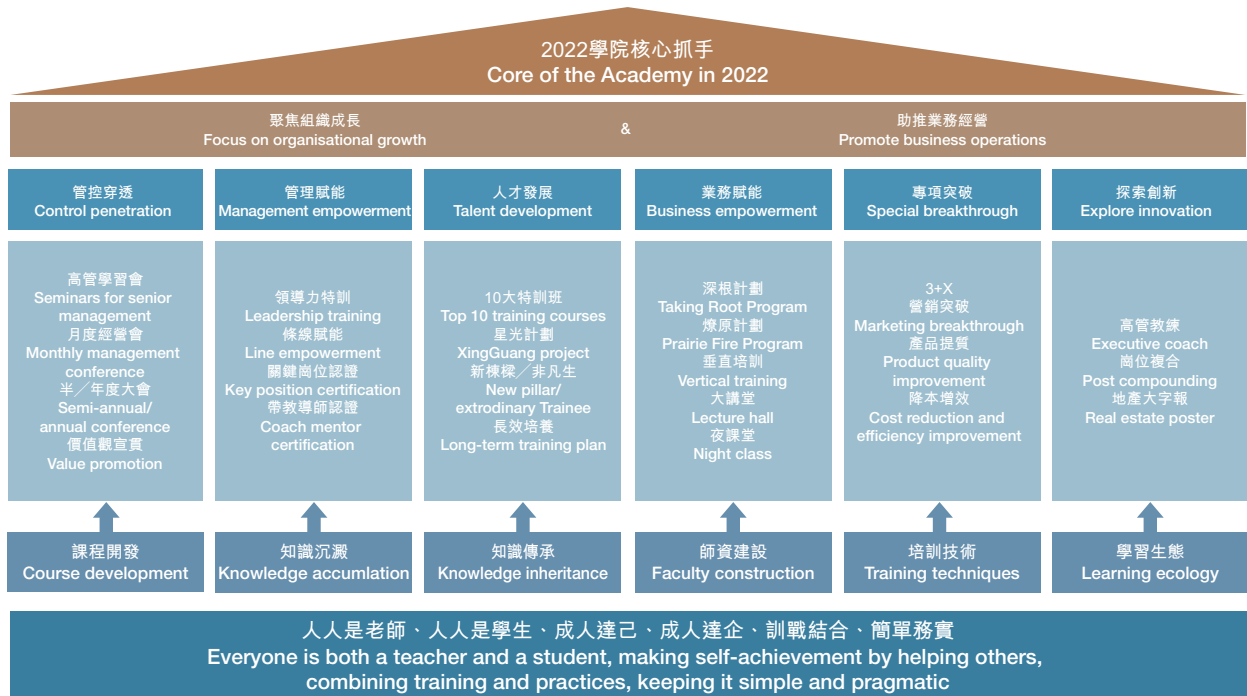 2022學院核心抓手
Core of the Academy in 2022
聚焦組織成長
Focus on organisational growth
&
助推業務經營
Promote business operations
管控穿透
Control penetration
管理賦能
Management empowerment
人才發展
Talent development
業務賦能
Business empowerment
專項突破
Special breakthrough
探索創新
Explore innovation
高管學習會
Seminars for senior
management
月度經營會
Monthly management
conference
半／年度大會
Semi-annual/
annual conference
價值觀宣貫
Value promotion
領導力特訓
Leadership training
條線賦能
Line empowerment
關鍵崗位認證
Key position certification
帶教導師認證
Coach mentor
certification
10大特訓班
Top 10 training courses
星光計劃
XingGuang project
新棟樑／非凡生
New pillar/
extrodinary Trainee
長效培養
Long-term training plan
深根計劃
Taking Root Program
燎原計劃
Prairie Fire Program
垂直培訓
Vertical training
大講堂
Lecture hall
夜課堂
Night class
3+X
營銷突破
Marketing breakthrough
產品提質
Product quality
improvement
降本增效
Cost reduction and
efficiency improvement
高管教練
Executive coach
崗位複合
Post compounding
地產大字報
Real estate poster
課程開發
Course development
知識沉澱
Knowledge accumlation
知識傳承
Knowledge inheritance
師資建設
Faculty construction
培訓技術
Training techniques
學習生態
Learning ecology
人人是老師、人人是學生、成人達己、成人達企、訓戰結合、簡單務實
Everyone is both a teacher and a student, making self-achievement by helping others,
combining training and practices, keeping it simple and pragmatic